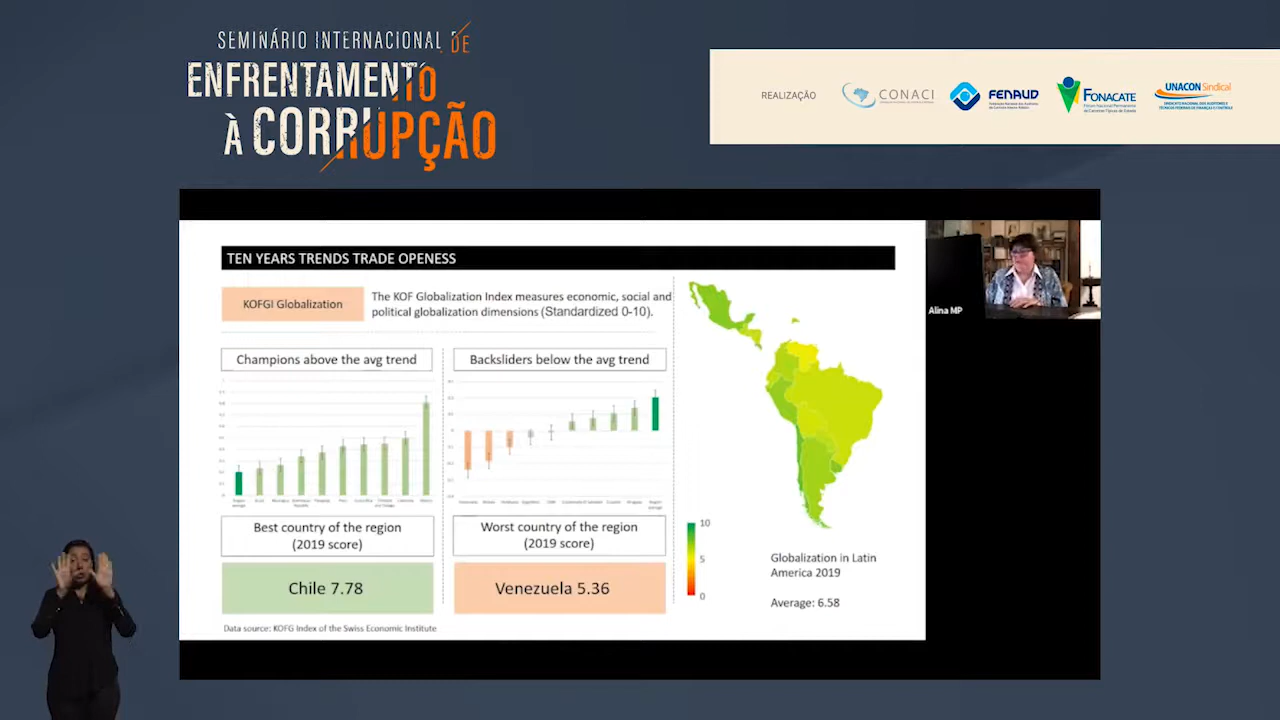 SEMINÁRIO INTERNACIONAL DE
ENFRENTAMENTO
À CORRUPÇÃO
REALIZAÇÃO
CONACI
FENAUD
FONACATE
UNACON Sindical
TEN YEARS TRENDS TRADE OPENESS
KOFGI Globalization
The KOF Globalization Index measures economic, social and
political globalization dimensions (Standardized 0-10).
Champions above the avg trend
Backsliders below the avg trend
Best country of the region
(2019 score)
Worst country of the region
(2019 score)
Chile 7.78
Venezuela 5.36
Data source: KOFG Index of the Swiss Economic Institute
10
5
0
Globalization in Latin
America 2019
Average: 6.58
Alina MP